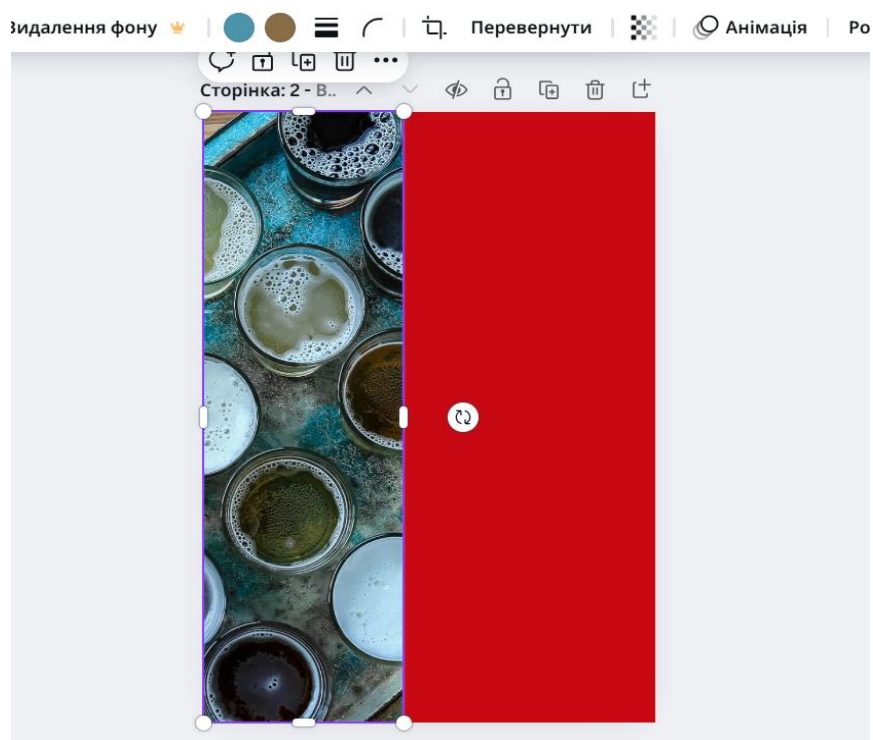 Видалення фону
Перевернути
Анімація
Ро
Сторінка: 2 - В..